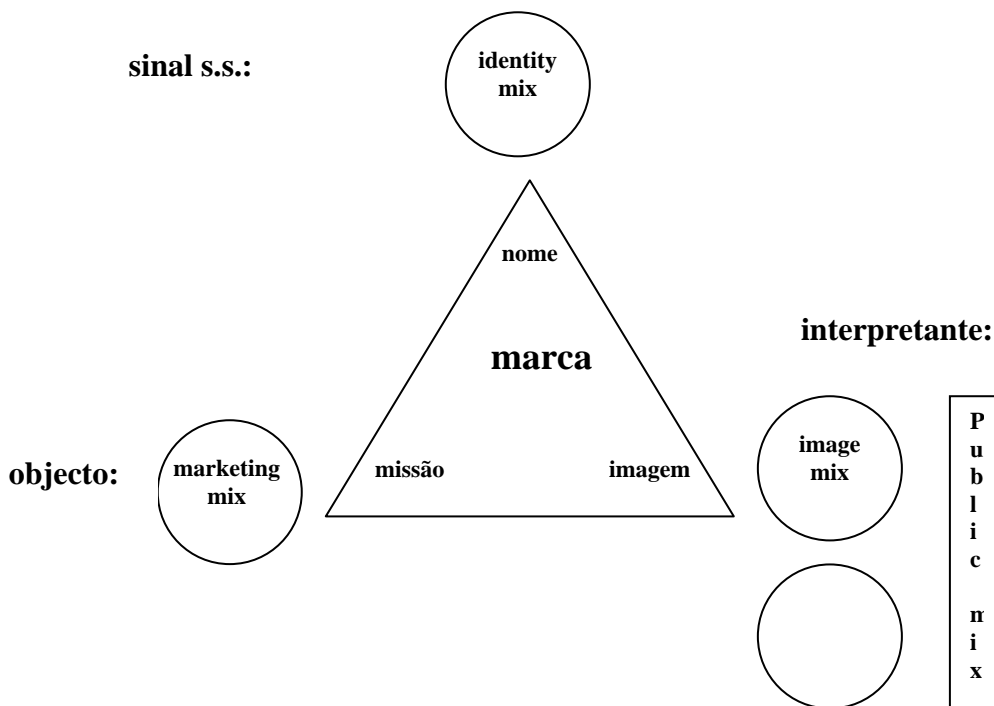 identity
mix
sinal s.s.:
nome
interpretante:
marca
objecto:
marketing
mix
missão
imagem
image
mix
P
u
b
l
i
c
m
i
x